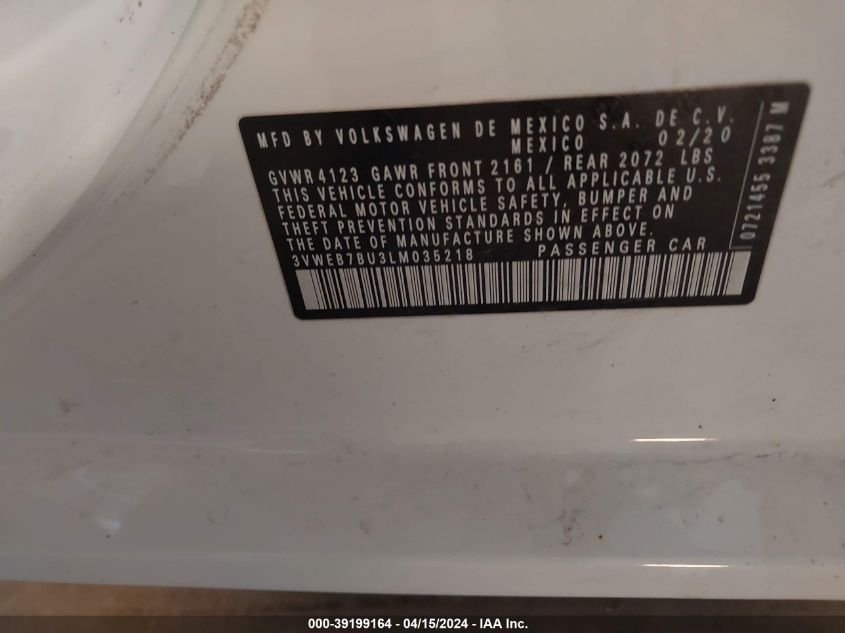 MFD BY VOLKSWAGEN DE MEXICO S.A. DE C.V.
MEXICO 02/20
GVWR 4123 GAWR FRONT 2161 / REAR 2072 LBS
THIS VEHICLE CONFORMS TO ALL APPLICABLE U.S.
FEDERAL MOTOR VEHICLE SAFETY, BUMPER AND
THEFT PREVENTION STANDARDS IN EFFECT ON
THE DATE OF MANUFACTURE SHOWN ABOVE.
3VWEB7BU3LM035218 PASSENGER CAR
0721455 3387 M
000-39199164 - 04/15/2024 - IAA Inc.